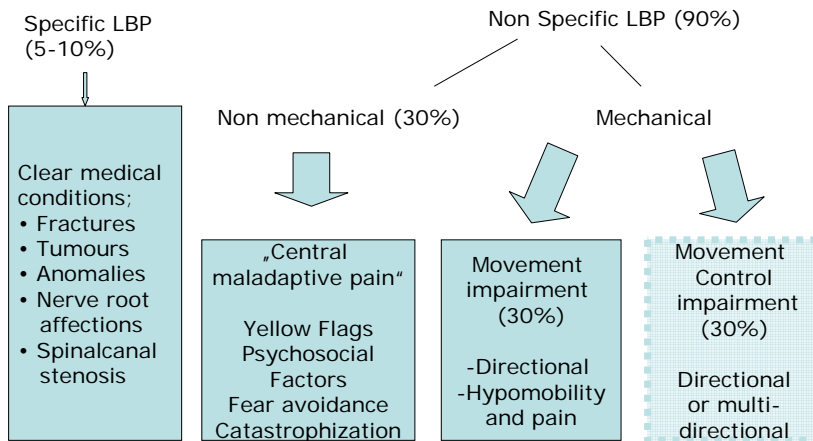 Specific LBP
(5-10%)
Non Specific LBP (90%)
Non mechanical (30%)
Mechanical
Clear medical
conditions;
• Fractures
• Tumours
• Anomalies
• Nerve root
affections
• Spinalcanal
stenosis
„Central
maladaptive pain“
Yellow Flags
Psychosocial
Factors
Fear avoidance
Catastrophization
Movement
impairment
(30%)
-Directional
-Hypomobility
and pain
Movement
Control
impairment
(30%)
Directional
or multi-
directional